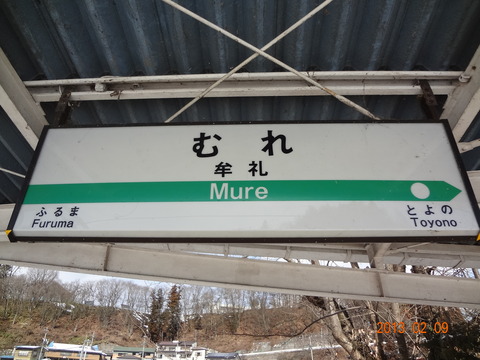 むれ
牟礼
Mure
ふるま
Furuma
とよの
Toyono
2013 02 09